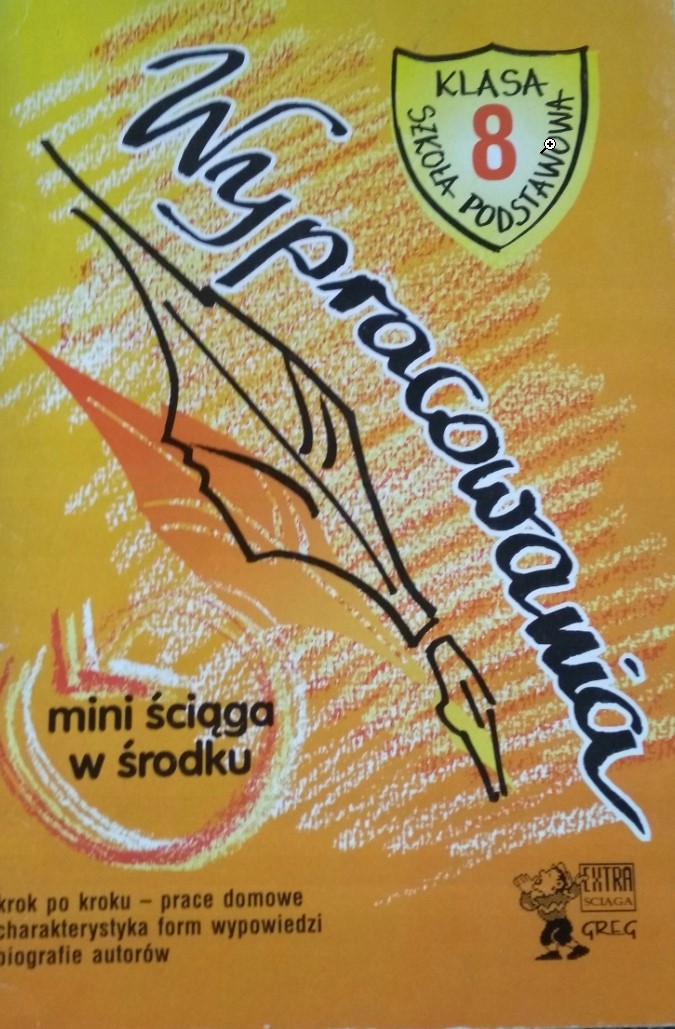 KLASA
8
SZKOŁA PODSTAWOWA
Wypracowania
mini ściąga
w środku
krok po kroku – prace domowe
charakterystyka form wypowiedzi
biografie autorów
EXTRA
ŚCIĄGA
GREG